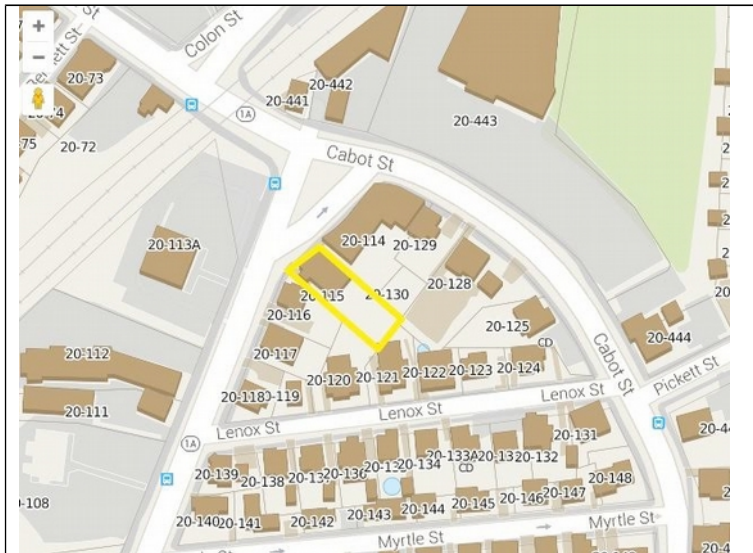 +
−
Colon St
20-73
20-442
20-441
1A
20-443
20-72
Cabot St
20-114
20-129
20-113A
20-115
20-130
20-128
20-116
20-125
20-444
20-117
CD
20-112
Cabot St
Pickett St
20-120
20-121
20-122
20-123
20-124
20-118
20-111
Lenox St
Lenox St
Lenox St
1A
20-131
20-133A
20-132
20-134
CD
20-139
20-138
20-136
20-148
20-146
20-147
20-145
20-144
20-143
20-142
20-140
20-141
Myrtle St
Myrtle St